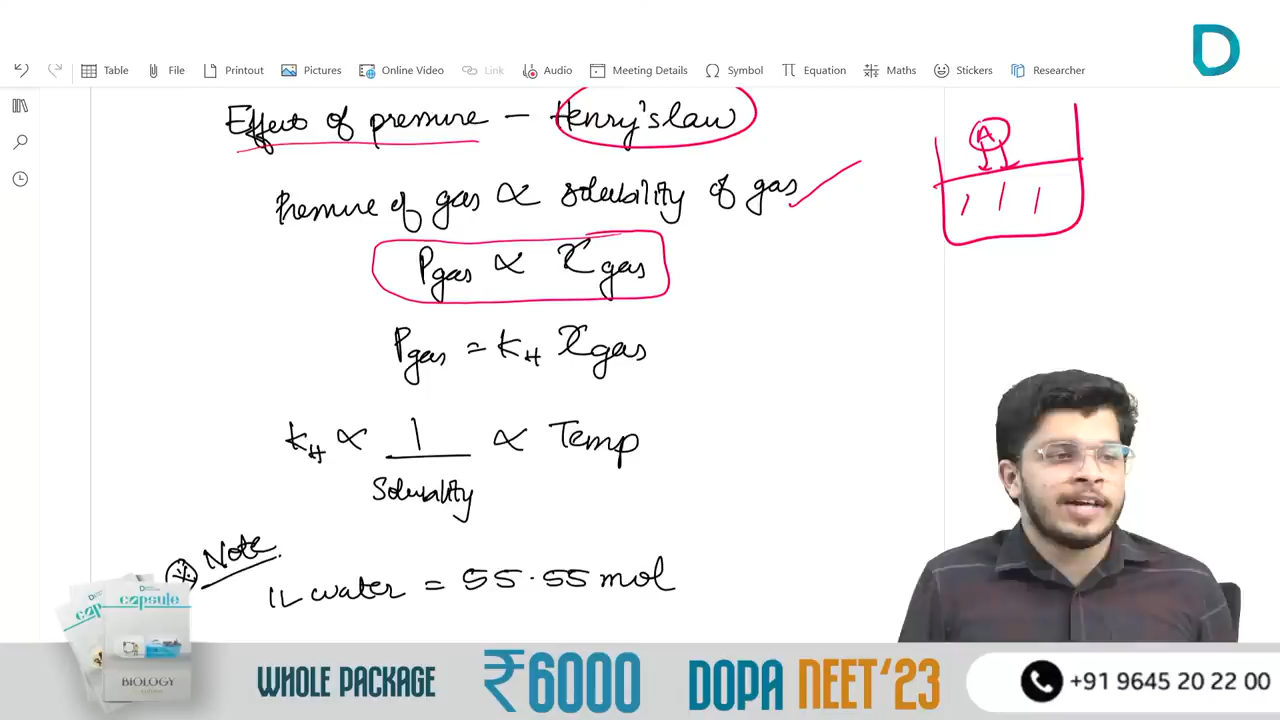 D
Table File Printout Pictures Online Video Link Audio Meeting Details Symbol Equation Maths Stickers Researcher
Effect of pressure – Henry's law
A
Pressure of gas ∝ solubility of gas
Pgas ∝ χgas
Pgas = kH χgas
kH ∝ 1 ∝ Temp
Solubality
Note
1L water = 55.55 mol
capsule
BIOLOGY
WHOLE PACKAGE ₹6000 DOPA NEET'23 +91 9645 20 22 00